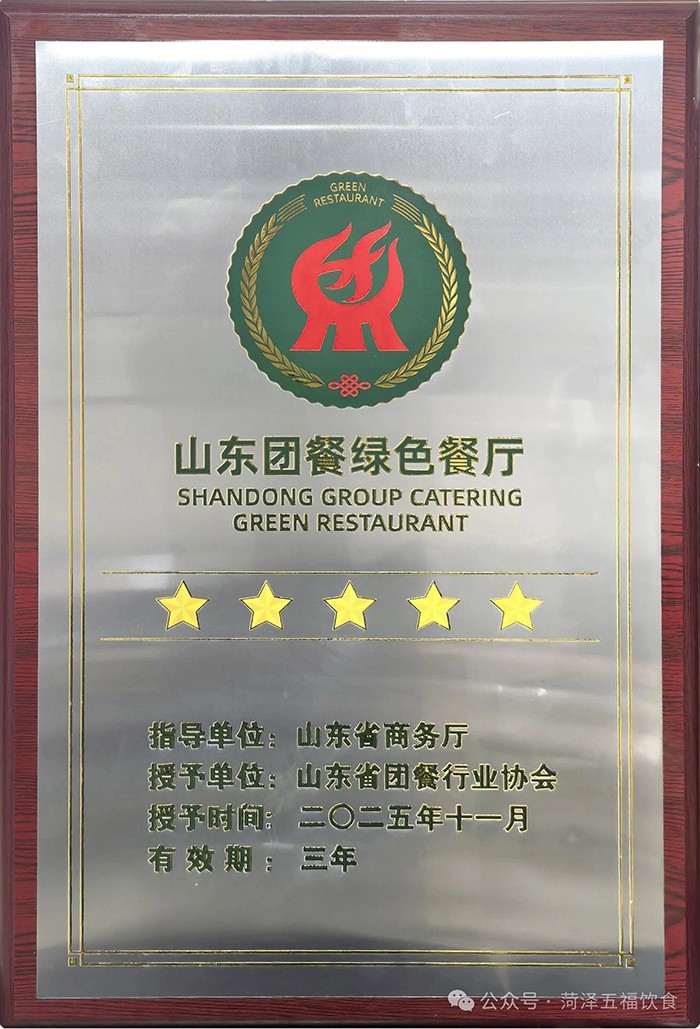 GREEN
RESTAURANT
山东团餐绿色餐厅
SHANDONG GROUP CATERING
GREEN RESTAURANT
指导单位：山东省商务厅
授予单位：山东省团餐行业协会
授予时间：二〇二五年十一月
有效期：三年
公众号·菏泽五福饮食